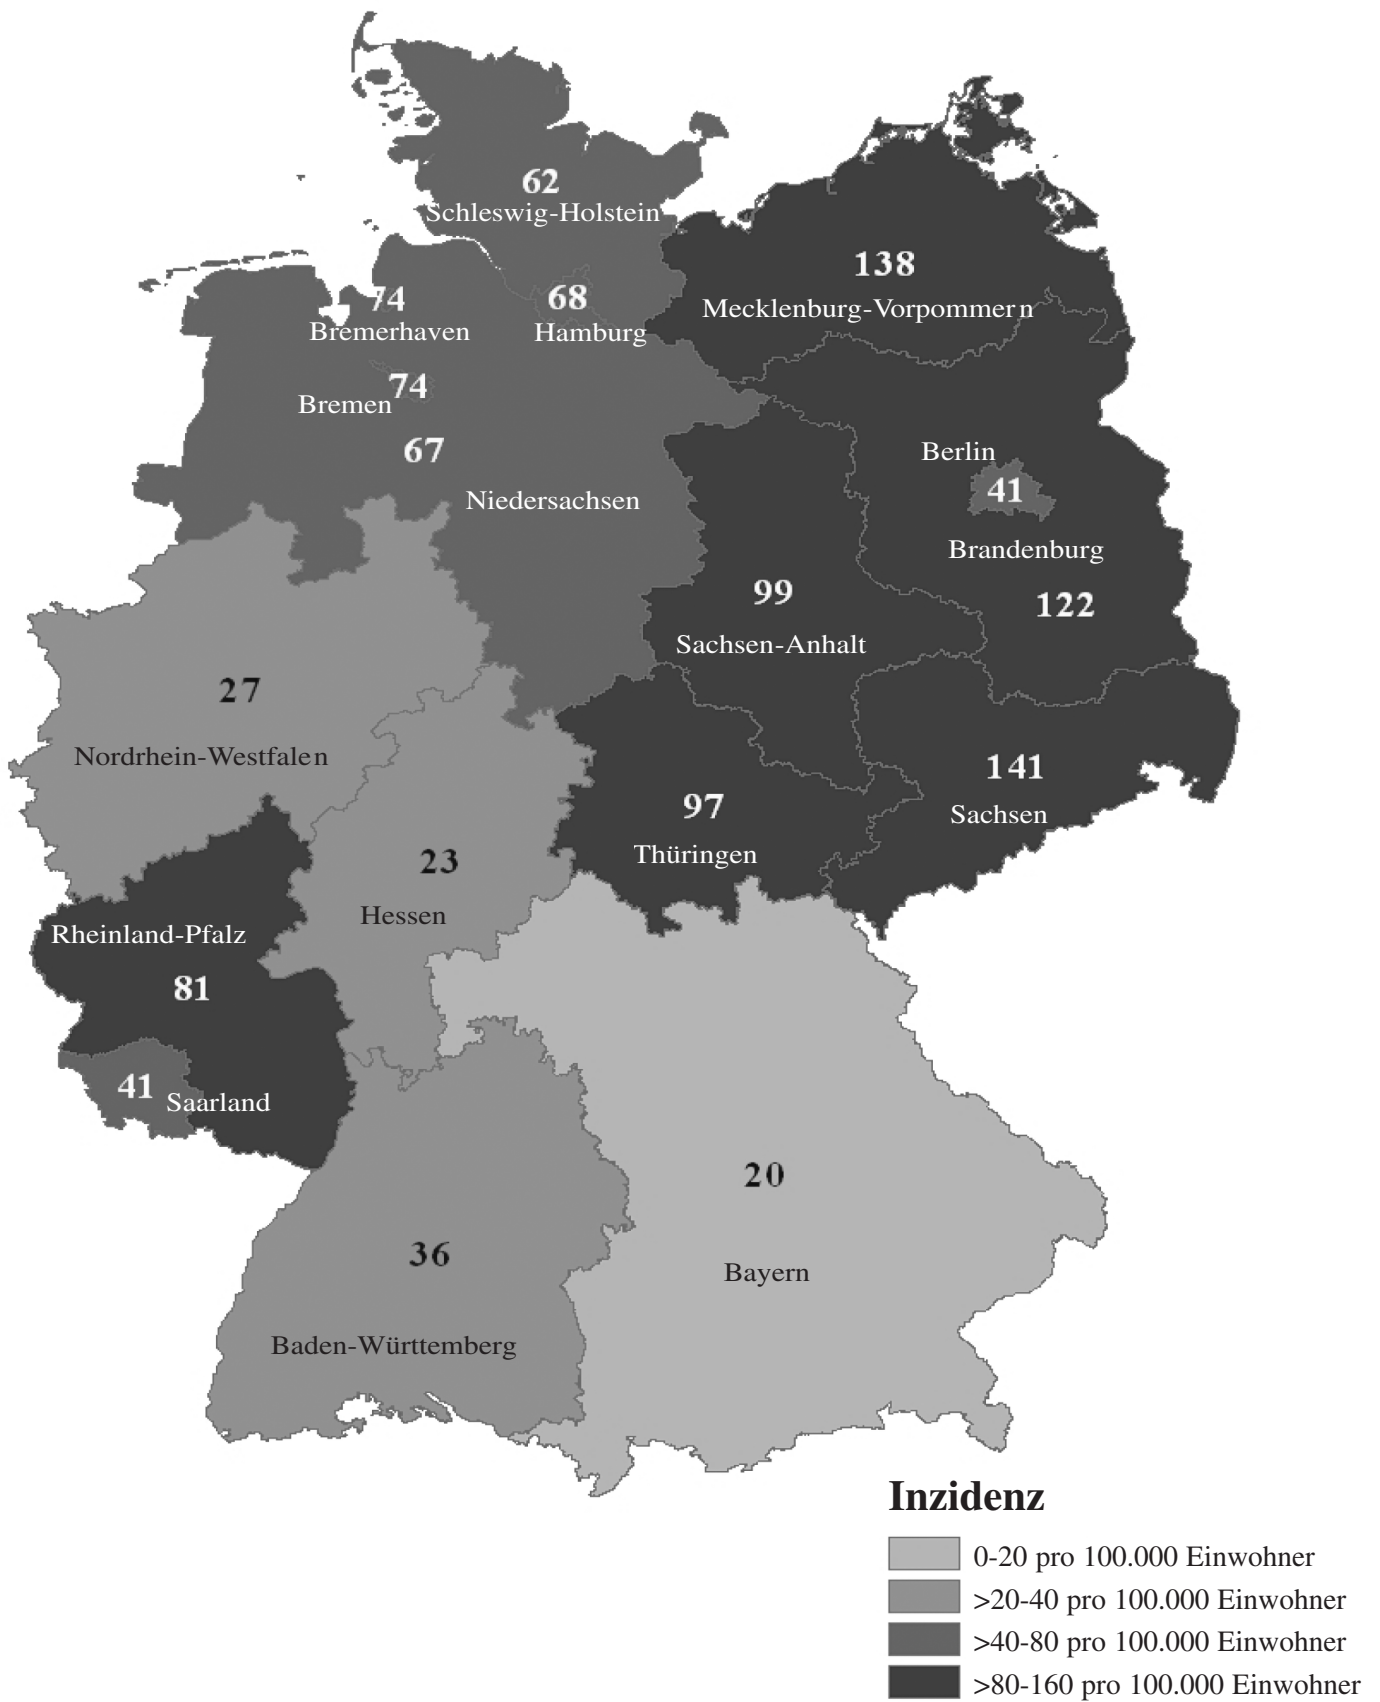 62
Schleswig-Holstein
138
Mecklenburg-Vorpommern
74
Bremerhaven
68
Hamburg
74
Bremen
67
Niedersachsen
Berlin
41
Brandenburg
122
99
Sachsen-Anhalt
27
Nordrhein-Westfalen
141
Sachsen
97
Thüringen
23
Hessen
Rheinland-Pfalz
81
41
Saarland
20
Bayern
36
Baden-Württemberg
Inzidenz
0-20 pro 100.000 Einwohner
>20-40 pro 100.000 Einwohner
>40-80 pro 100.000 Einwohner
>80-160 pro 100.000 Einwohner